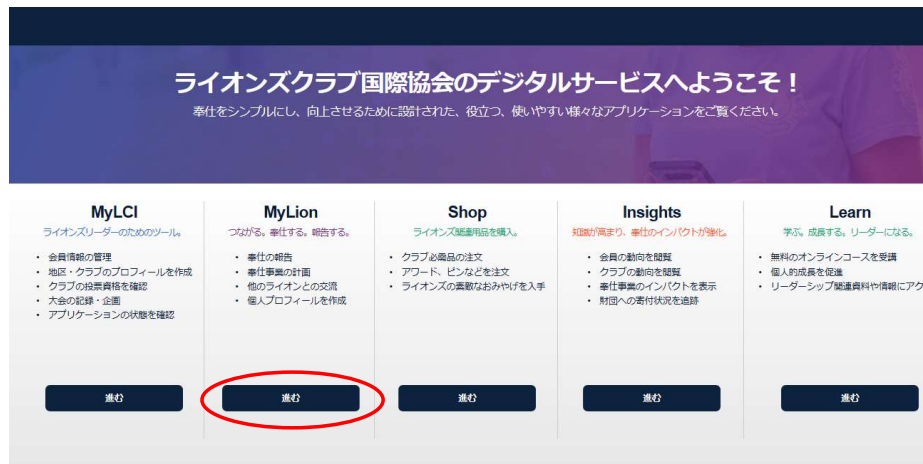 ライオンズクラブ国際協会のデジタルサービスへようこそ！
奉仕をシンプルにし、向上させるために設計された、役立つ、使いやすい様々なアプリケーションをご覧ください。
MyLCI
ライオンズリーダーのためのツール。
・ 会員情報の管理
・ 地区・クラブのプロフィールを作成
・ クラブの投票資格を確認
・ 大会の記録・企画
・ アプリケーションの状態を確認
進む
MyLion
つながる。奉仕する。報告する。
・ 奉仕の報告
・ 奉仕事業の計画
・ 他のライオンとの交流
・ 個人プロフィールを作成
進む
Shop
ライオンズ関連用品を購入。
・ クラブ必需品の注文
・ アワード、ピンなどを注文
・ ライオンズの素敵なおみやげを入手
進む
Insights
知識が高まり、奉仕のインパクトが強化。
・ 会員の動向を閲覧
・ クラブの動向を閲覧
・ 奉仕事業のインパクトを表示
・ 財団への寄付状況を追跡
進む
Learn
学ぶ。成長する。リーダーになる。
・ 無料のオンラインコースを受講
・ 個人的成長を促進
・ リーダーシップ関連資料や情報にアク
進む